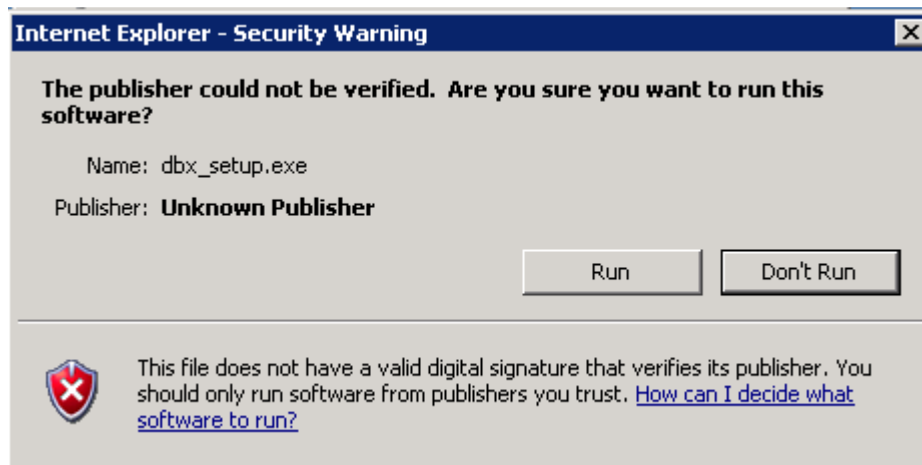 Internet Explorer - Security Warning
The publisher could not be verified.  Are you sure you want to run this
software?
Name: dbx_setup.exe
Publisher: Unknown Publisher
Run
Don't Run
This file does not have a valid digital signature that verifies its publisher. You
should only run software from publishers you trust. How can I decide what
software to run?